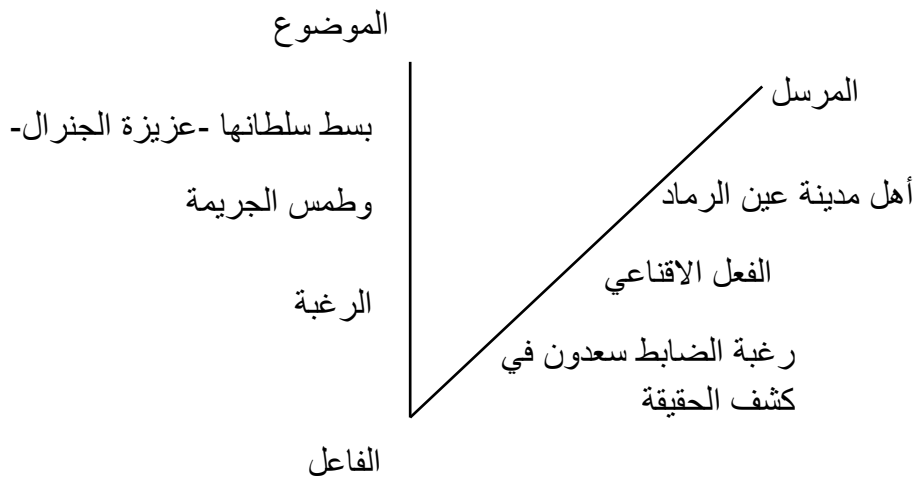 الموضوع
المرسل
بسط سلطانها -عزيزة الجنرال-
وطمس الجريمة
أهل مدينة عين الرماد
الفعل الاقناعي
الرغبة
رغبة الضابط سعدون في
كشف الحقيقة
الفاعل